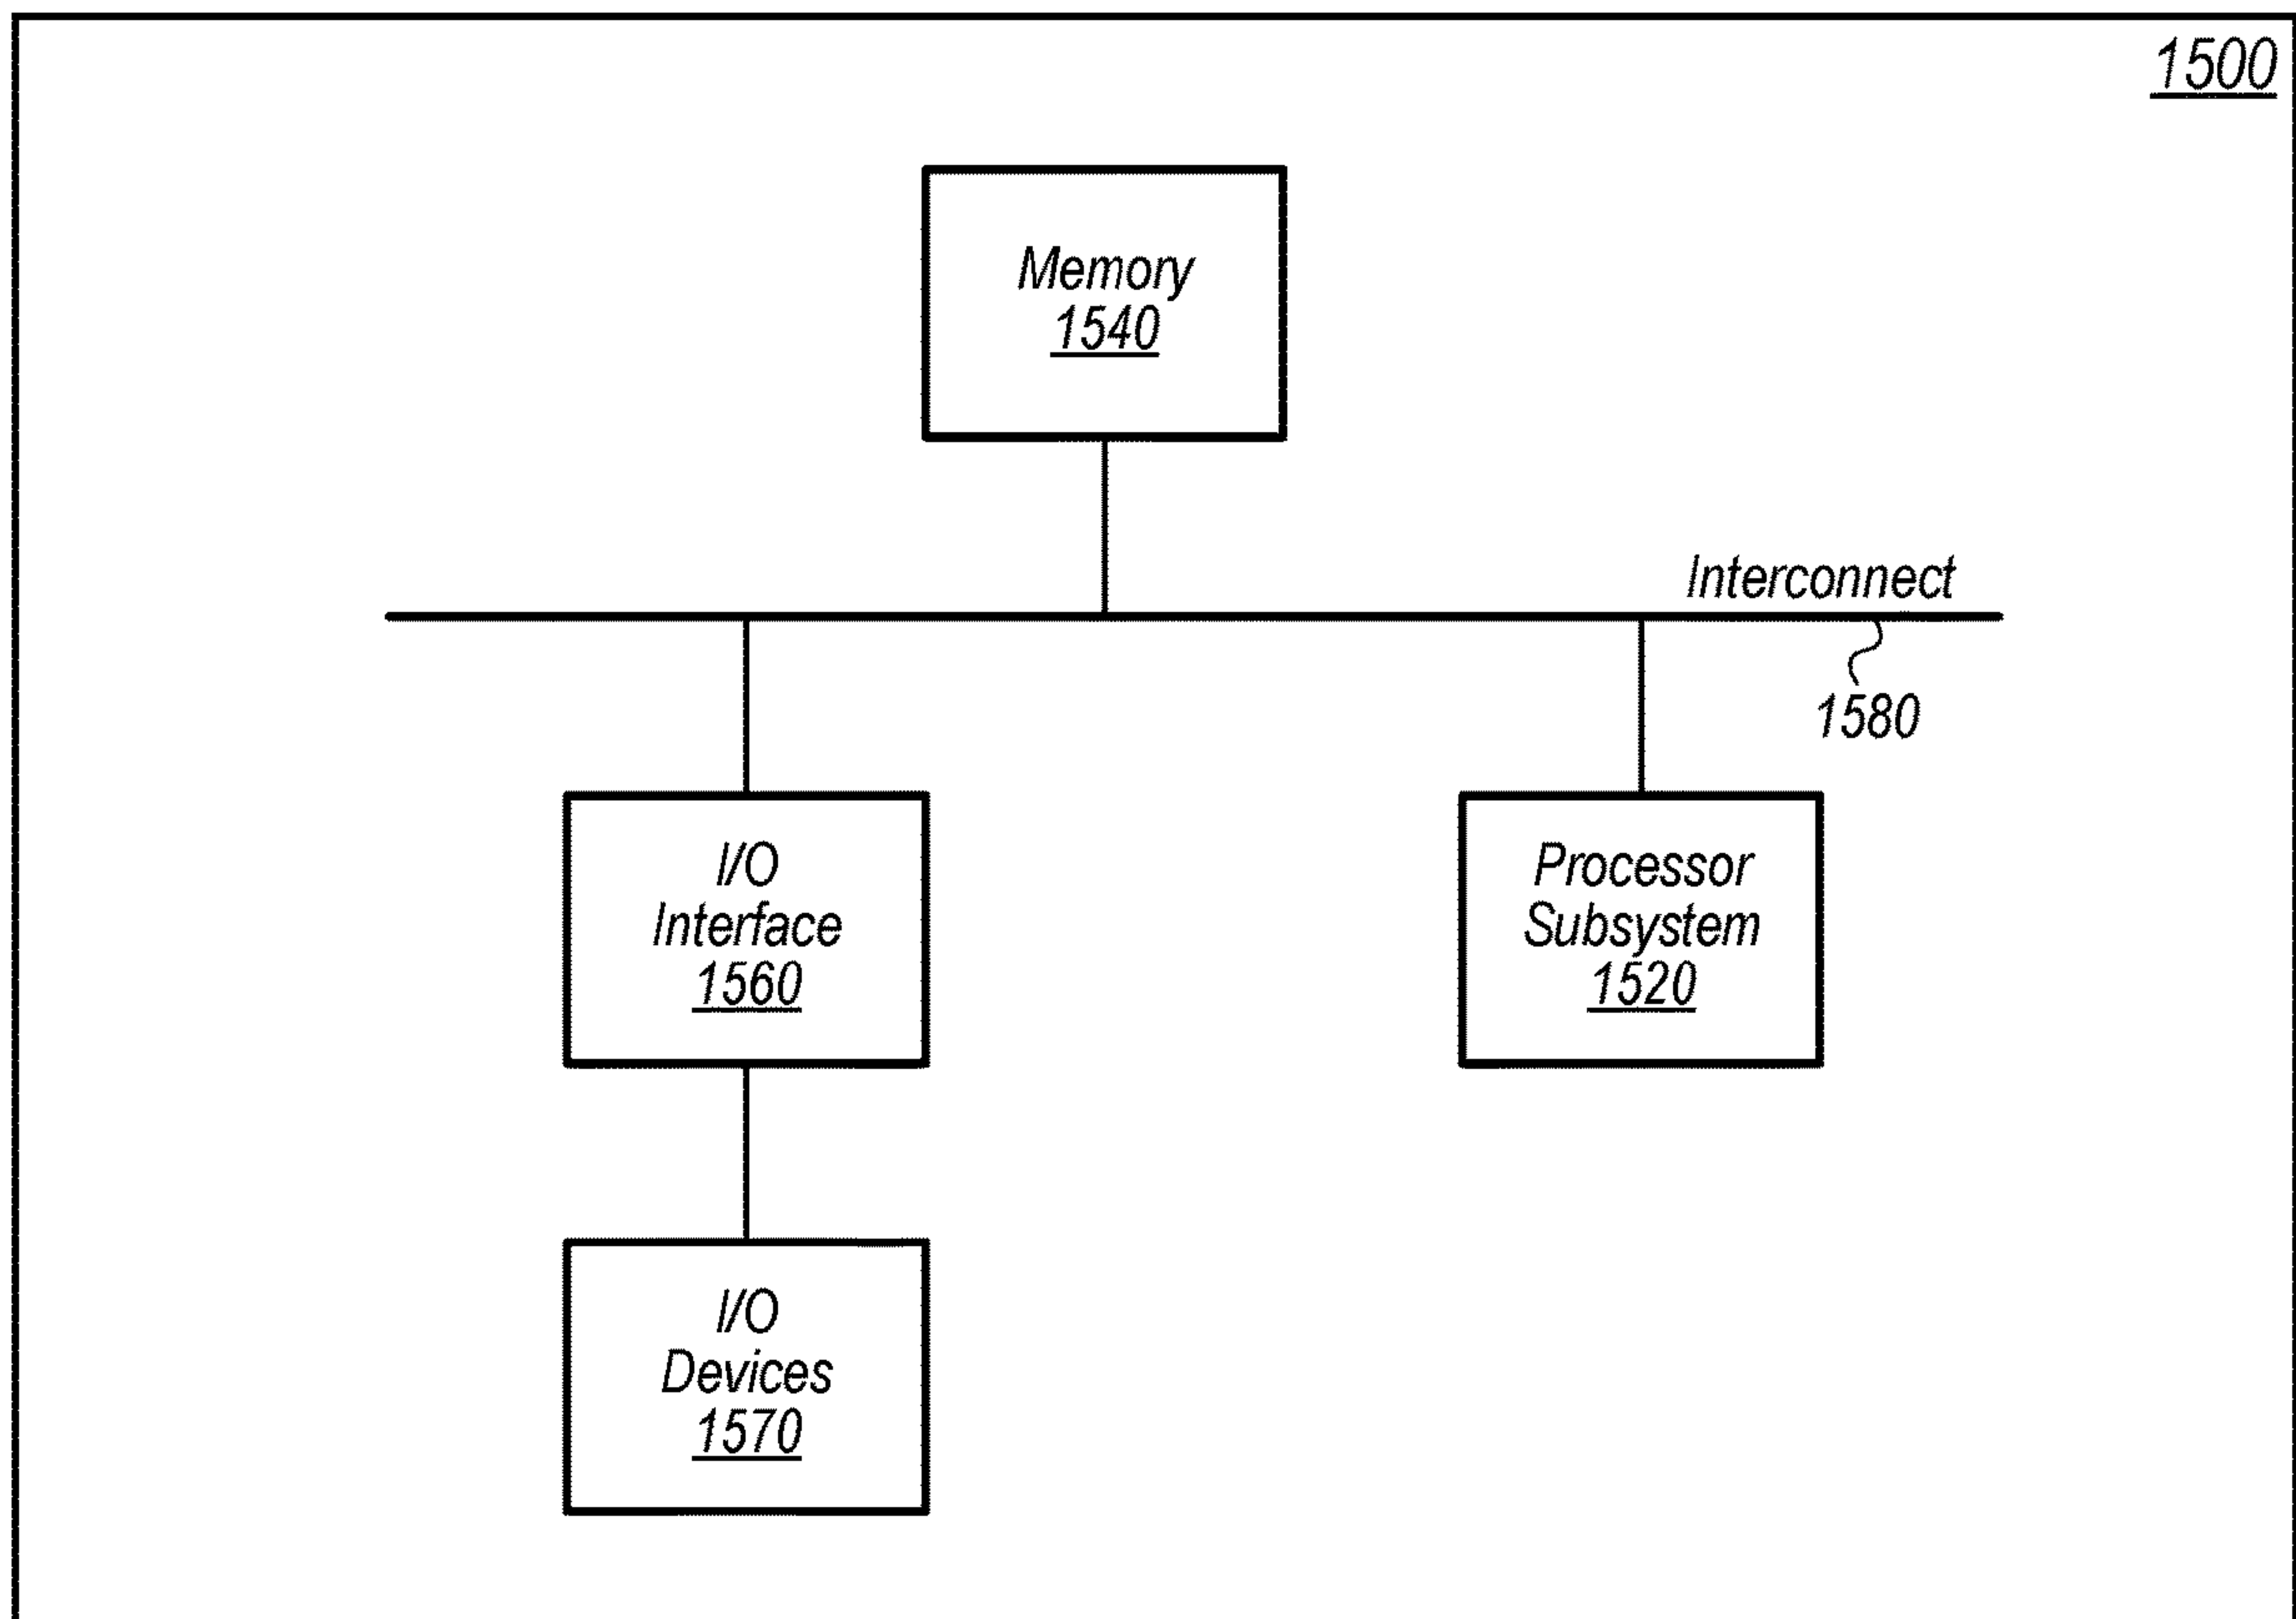 1500
Memory
1540
Interconnect
1580
I/O
Interface
1560
Processor
Subsystem
1520
I/O
Devices
1570